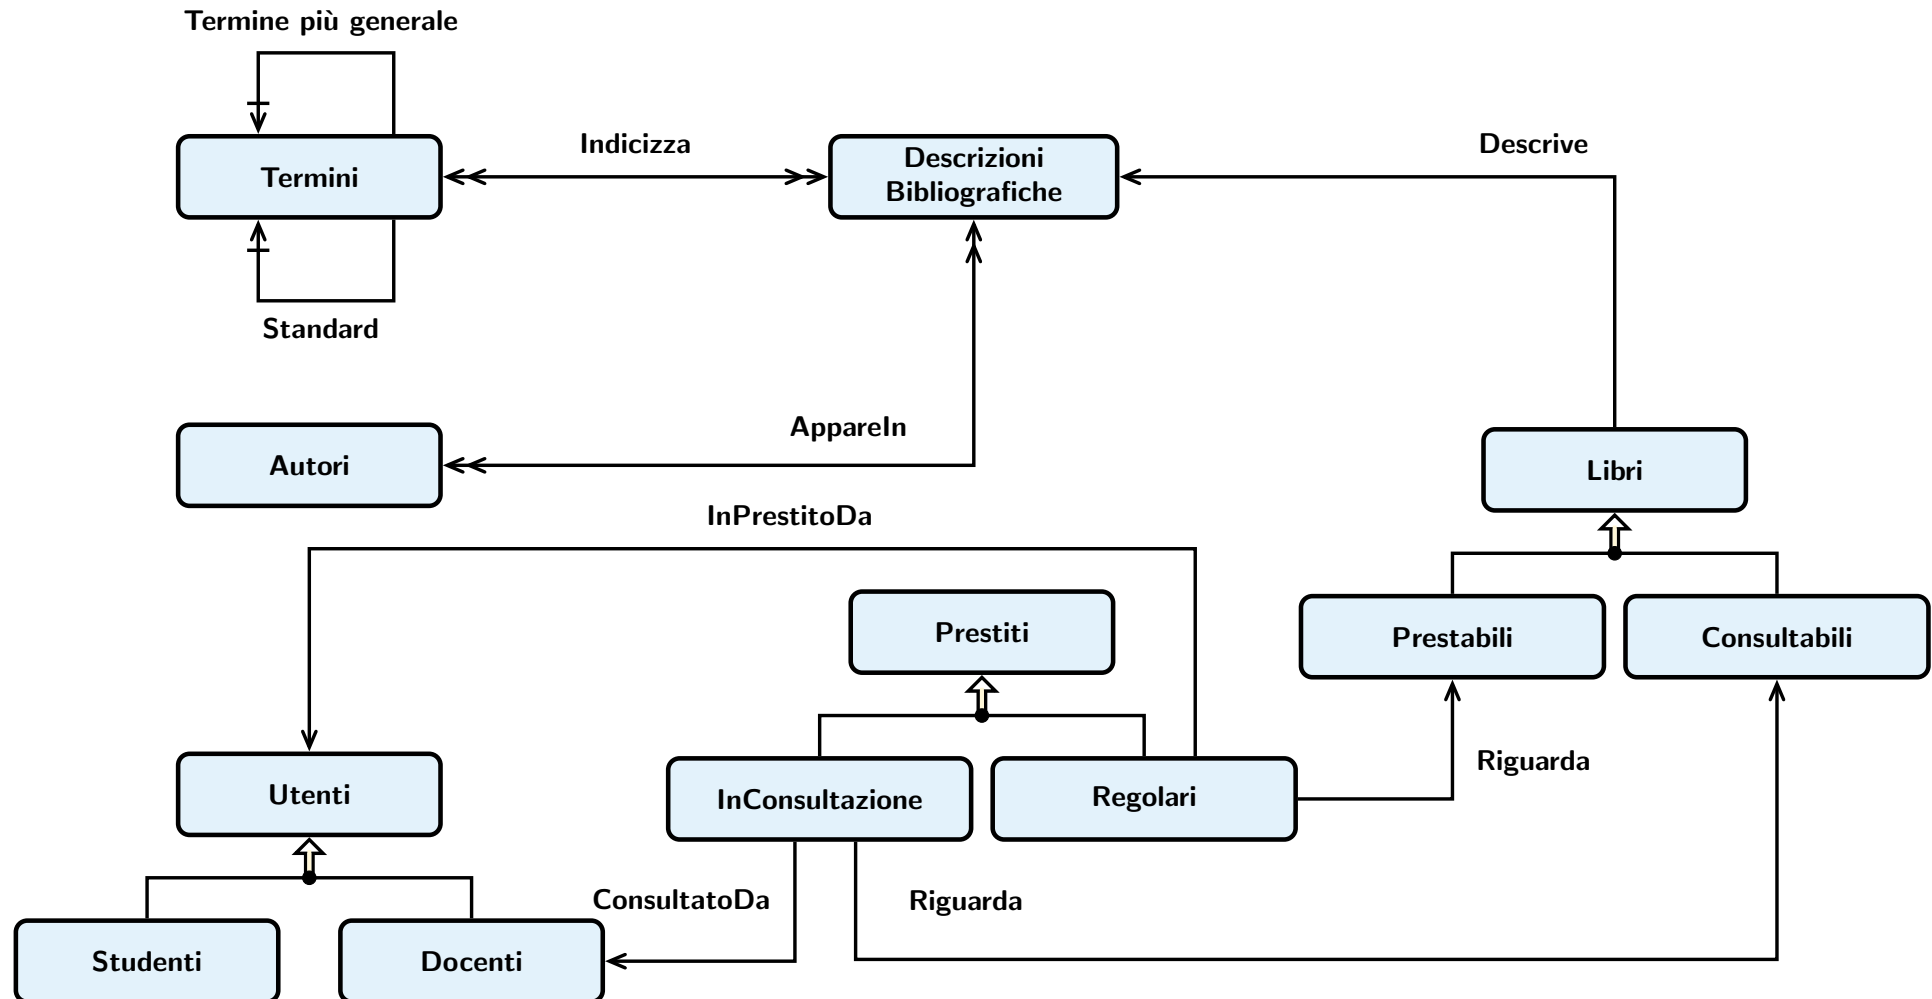 Termine più generale
Indicizza
Descrive
Termini
Descrizioni
Bibliografiche
Standard
AppareIn
Autori
Libri
InPrestitoDa
Prestiti
Prestabili
Consultabili
Riguarda
Utenti
InConsultazione
Regolari
ConsultatoDa
Riguarda
Studenti
Docenti